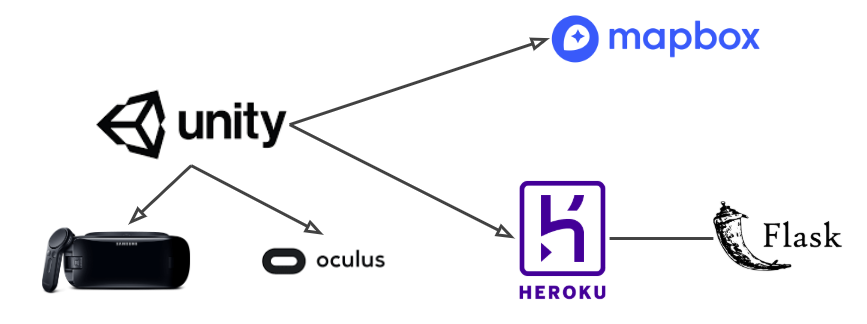 mapbox
unity
SAMSUNG
oculus
HEROKU
Flask